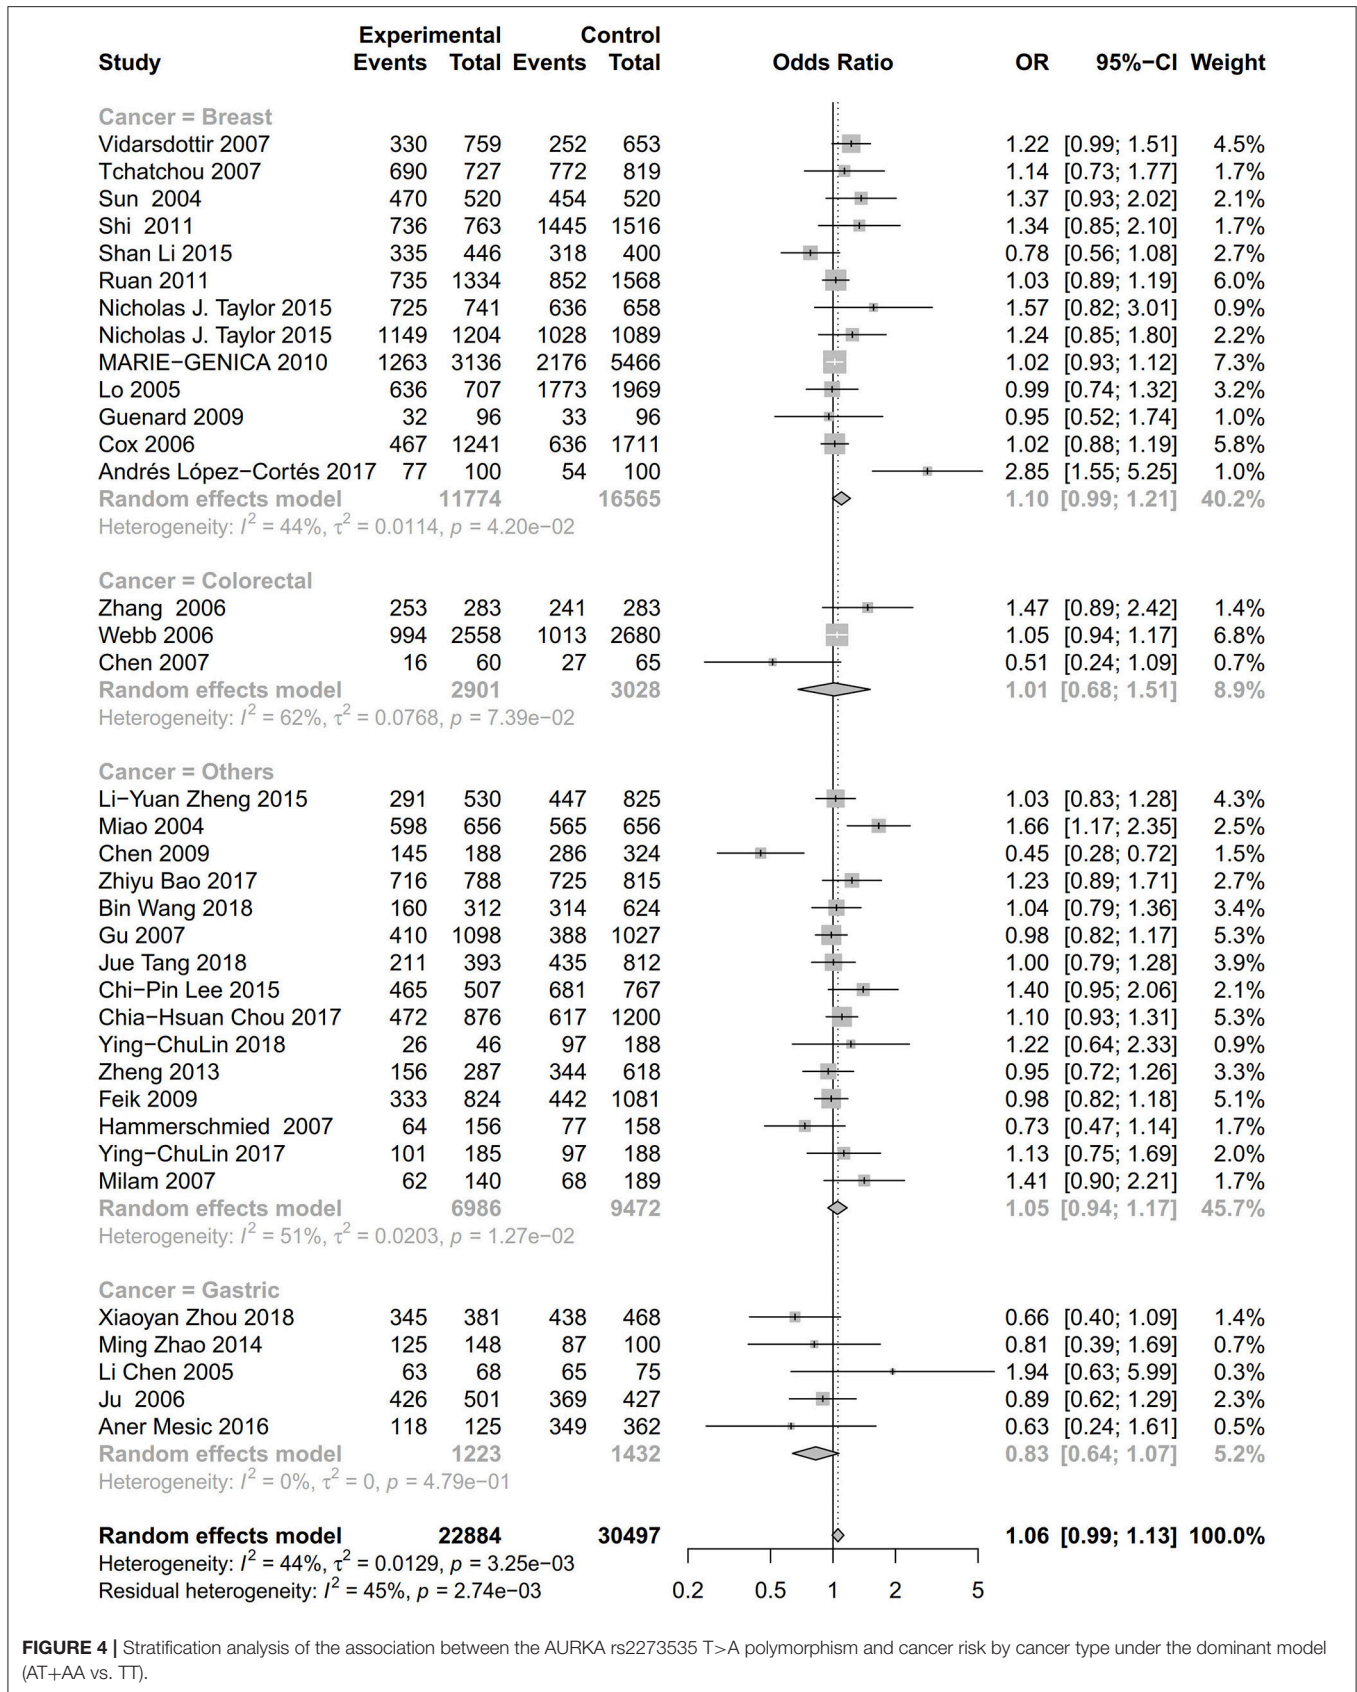 Experimental Control
Study Events Total Events Total Odds Ratio OR 95%−CI Weight
Cancer = Breast
Vidarsdottir 2007 330 759 252 653 1.22 [0.99; 1.51] 4.5%
Tchatchou 2007 690 727 772 819 1.14 [0.73; 1.77] 1.7%
Sun 2004 470 520 454 520 1.37 [0.93; 2.02] 2.1%
Shi 2011 736 763 1445 1516 1.34 [0.85; 2.10] 1.7%
Shan Li 2015 335 446 318 400 0.78 [0.56; 1.08] 2.7%
Ruan 2011 735 1334 852 1568 1.03 [0.89; 1.19] 6.0%
Nicholas J. Taylor 2015 725 741 636 658 1.57 [0.82; 3.01] 0.9%
Nicholas J. Taylor 2015 1149 1204 1028 1089 1.24 [0.85; 1.80] 2.2%
MARIE−GENICA 2010 1263 3136 2176 5466 1.02 [0.93; 1.12] 7.3%
Lo 2005 636 707 1773 1969 0.99 [0.74; 1.32] 3.2%
Guenard 2009 32 96 33 96 0.95 [0.52; 1.74] 1.0%
Cox 2006 467 1241 636 1711 1.02 [0.88; 1.19] 5.8%
Andrés López−Cortés 2017 77 100 54 100 2.85 [1.55; 5.25] 1.0%
Random effects model 11774 16565 1.10 [0.99; 1.21] 40.2%
Heterogeneity: I² = 44%, τ² = 0.0114, p = 4.20e−02
Cancer = Colorectal
Zhang 2006 253 283 241 283 1.47 [0.89; 2.42] 1.4%
Webb 2006 994 2558 1013 2680 1.05 [0.94; 1.17] 6.8%
Chen 2007 16 60 27 65 0.51 [0.24; 1.09] 0.7%
Random effects model 2901 3028 1.01 [0.68; 1.51] 8.9%
Heterogeneity: I² = 62%, τ² = 0.0768, p = 7.39e−02
Cancer = Others
Li−Yuan Zheng 2015 291 530 447 825 1.03 [0.83; 1.28] 4.3%
Miao 2004 598 656 565 656 1.66 [1.17; 2.35] 2.5%
Chen 2009 145 188 286 324 0.45 [0.28; 0.72] 1.5%
Zhiyu Bao 2017 716 788 725 815 1.23 [0.89; 1.71] 2.7%
Bin Wang 2018 160 312 314 624 1.04 [0.79; 1.36] 3.4%
Gu 2007 410 1098 388 1027 0.98 [0.82; 1.17] 5.3%
Jue Tang 2018 211 393 435 812 1.00 [0.79; 1.28] 3.9%
Chi−Pin Lee 2015 465 507 681 767 1.40 [0.95; 2.06] 2.1%
Chia−Hsuan Chou 2017 472 876 617 1200 1.10 [0.93; 1.31] 5.3%
Ying−ChuLin 2018 26 46 97 188 1.22 [0.64; 2.33] 0.9%
Zheng 2013 156 287 344 618 0.95 [0.72; 1.26] 3.3%
Feik 2009 333 824 442 1081 0.98 [0.82; 1.18] 5.1%
Hammerschmied 2007 64 156 77 158 0.73 [0.47; 1.14] 1.7%
Ying−ChuLin 2017 101 185 97 188 1.13 [0.75; 1.69] 2.0%
Milam 2007 62 140 68 189 1.41 [0.90; 2.21] 1.7%
Random effects model 6986 9472 1.05 [0.94; 1.17] 45.7%
Heterogeneity: I² = 51%, τ² = 0.0203, p = 1.27e−02
Cancer = Gastric
Xiaoyan Zhou 2018 345 381 438 468 0.66 [0.40; 1.09] 1.4%
Ming Zhao 2014 125 148 87 100 0.81 [0.39; 1.69] 0.7%
Li Chen 2005 63 68 65 75 1.94 [0.63; 5.99] 0.3%
Ju 2006 426 501 369 427 0.89 [0.62; 1.29] 2.3%
Aner Mesic 2016 118 125 349 362 0.63 [0.24; 1.61] 0.5%
Random effects model 1223 1432 0.83 [0.64; 1.07] 5.2%
Heterogeneity: I² = 0%, τ² = 0, p = 4.79e−01
Random effects model 22884 30497 1.06 [0.99; 1.13] 100.0%
Heterogeneity: I² = 44%, τ² = 0.0129, p = 3.25e−03
Residual heterogeneity: I² = 45%, p = 2.74e−03
0.2 0.5 1 2 5
FIGURE 4 | Stratification analysis of the association between the AURKA rs2273535 T>A polymorphism and cancer risk by cancer type under the dominant model
(AT+AA vs. TT).